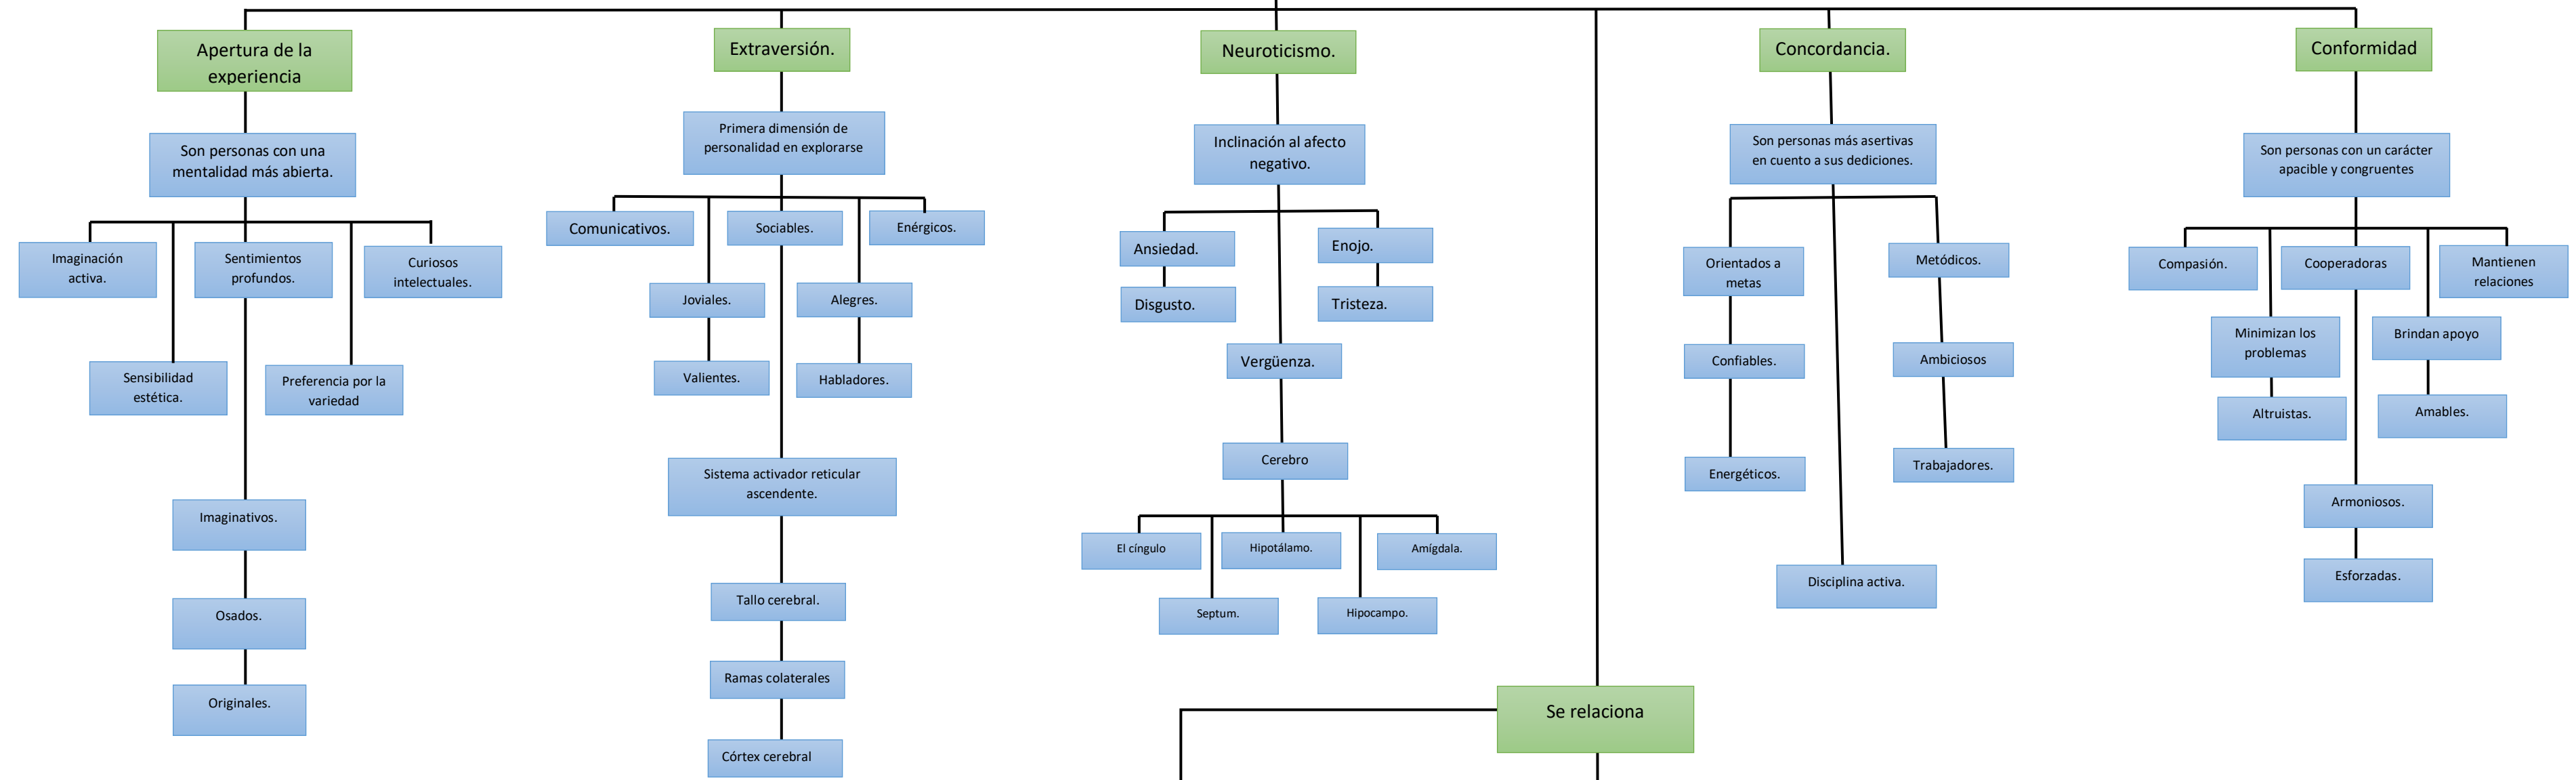 Apertura de la
experiencia
Son personas con una
mentalidad más abierta.
Imaginación
activa.
Sentimientos
profundos.
Curiosos
intelectuales.
Sensibilidad
estética.
Preferencia por la
variedad
Imaginativos.
Osados.
Originales.
Extraversión.
Primera dimensión de
personalidad en explorarse
Comunicativos.
Sociables.
Enérgicos.
Joviales.
Alegres.
Valientes.
Habladores.
Sistema activador reticular
ascendente.
Tallo cerebral.
Ramas colaterales
Córtex cerebral
Neuroticismo.
Inclinación al afecto
negativo.
Ansiedad.
Enojo.
Disgusto.
Tristeza.
Vergüenza.
Cerebro
El cíngulo
Hipotálamo.
Amígdala.
Septum.
Hipocampo.
Se relaciona
Concordancia.
Son personas más asertivas
en cuento a sus dediciones.
Orientados a
metas
Metódicos.
Confiables.
Ambiciosos
Energéticos.
Trabajadores.
Disciplina activa.
Conformidad
Son personas con un carácter
apacible y congruentes
Compasión.
Cooperadoras
Mantienen
relaciones
Minimizan los
problemas
Brindan apoyo
Altruistas.
Amables.
Armoniosos.
Esforzadas.